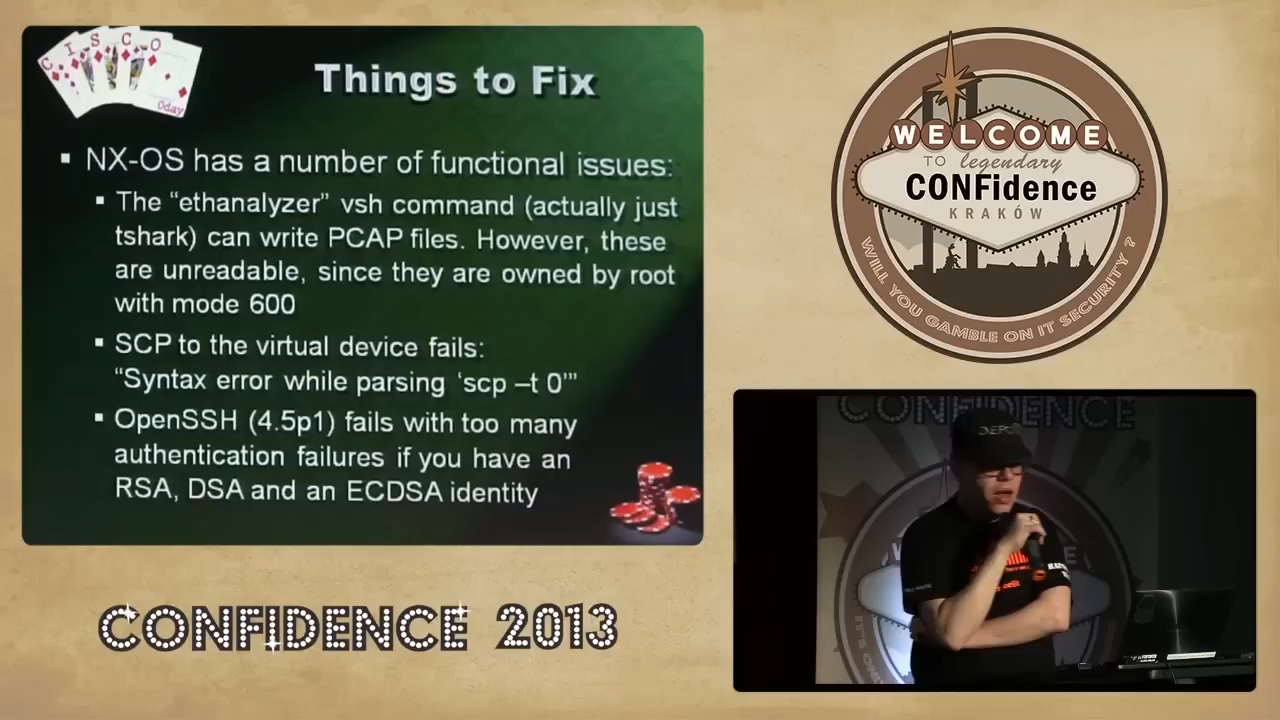 CISCO
0day
Things to Fix
▪ NX-OS has a number of functional issues:
▪ The “ethanalyzer” vsh command (actually just
tshark) can write PCAP files. However, these
are unreadable, since they are owned by root
with mode 600
▪ SCP to the virtual device fails:
“Syntax error while parsing ‘scp –t 0’”
▪ OpenSSH (4.5p1) fails with too many
authentication failures if you have an
RSA, DSA and an ECDSA identity
CONFIDENCE 2013
WELCOME
TO legendary
CONFidence
KRAKÓW
WILL YOU GAMBLE ON IT SECURITY ?
CONFIDENCE